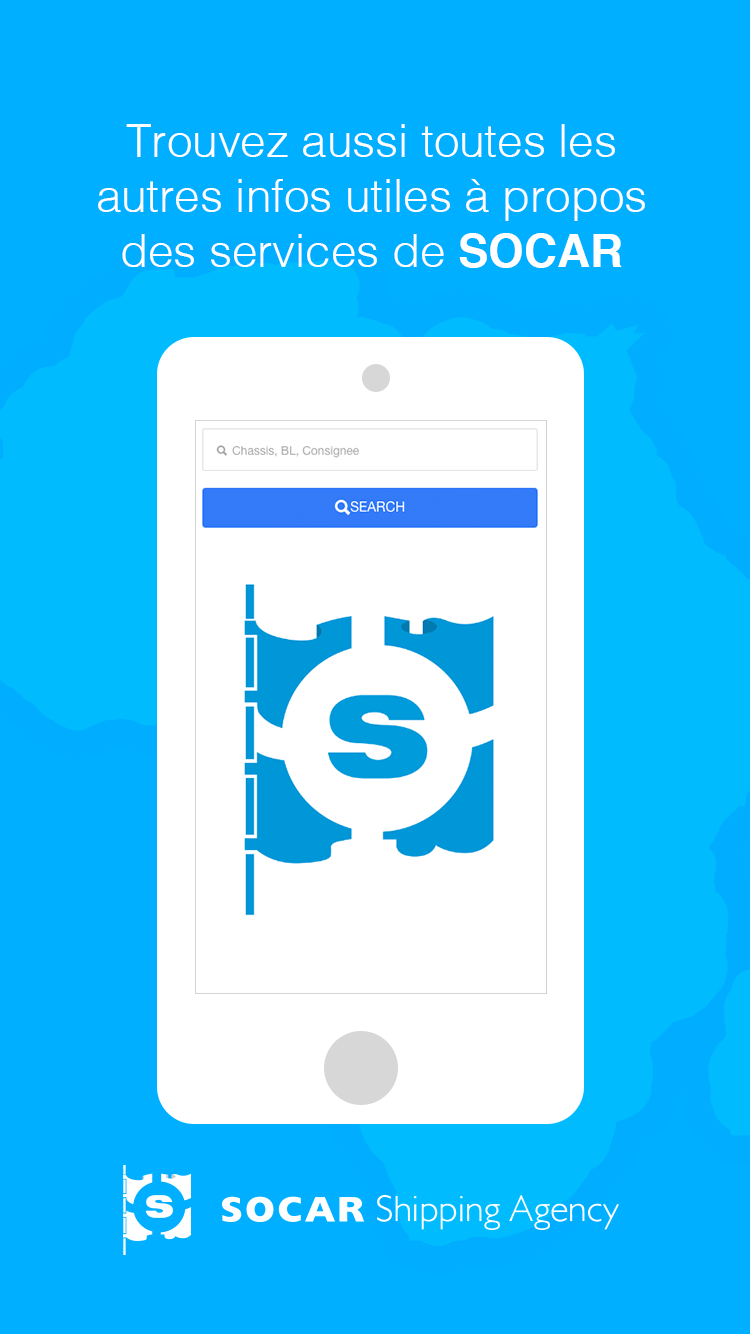 Trouvez aussi toutes les
autres infos utiles à propos
des services de SOCAR
Chassis, BL, Consignee
SEARCH
S
S
SOCAR Shipping Agency